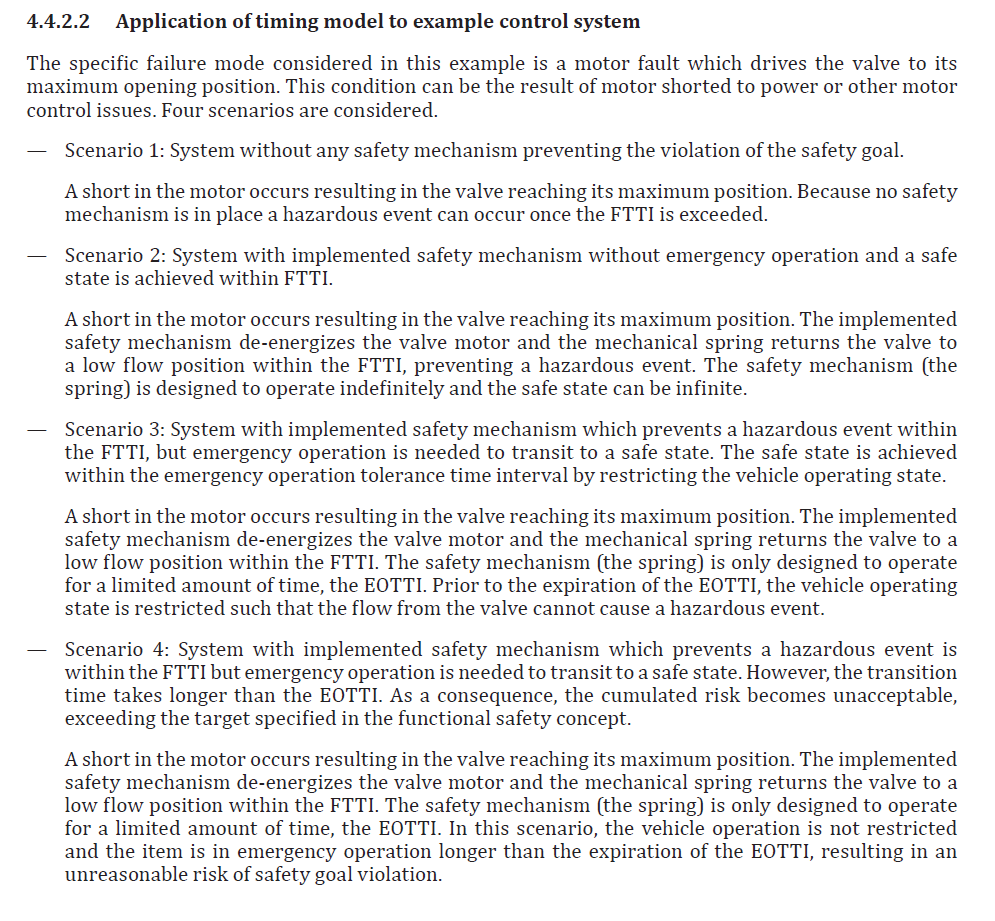 4.4.2.2 Application of timing model to example control system
The specific failure mode considered in this example is a motor fault which drives the valve to its
maximum opening position. This condition can be the result of motor shorted to power or other motor
control issues. Four scenarios are considered.
— Scenario 1: System without any safety mechanism preventing the violation of the safety goal.
A short in the motor occurs resulting in the valve reaching its maximum position. Because no safety
mechanism is in place a hazardous event can occur once the FTTI is exceeded.
— Scenario 2: System with implemented safety mechanism without emergency operation and a safe
state is achieved within FTTI.
A short in the motor occurs resulting in the valve reaching its maximum position. The implemented
safety mechanism de-energizes the valve motor and the mechanical spring returns the valve to
a low flow position within the FTTI, preventing a hazardous event. The safety mechanism (the
spring) is designed to operate indefinitely and the safe state can be infinite.
— Scenario 3: System with implemented safety mechanism which prevents a hazardous event within
the FTTI, but emergency operation is needed to transit to a safe state. The safe state is achieved
within the emergency operation tolerance time interval by restricting the vehicle operating state.
A short in the motor occurs resulting in the valve reaching its maximum position. The implemented
safety mechanism de-energizes the valve motor and the mechanical spring returns the valve to a
low flow position within the FTTI. The safety mechanism (the spring) is only designed to operate
for a limited amount of time, the EOTTI. Prior to the expiration of the EOTTI, the vehicle operating
state is restricted such that the flow from the valve cannot cause a hazardous event.
— Scenario 4: System with implemented safety mechanism which prevents a hazardous event is
within the FTTI but emergency operation is needed to transit to a safe state. However, the transition
time takes longer than the EOTTI. As a consequence, the cumulated risk becomes unacceptable,
exceeding the target specified in the functional safety concept.
A short in the motor occurs resulting in the valve reaching its maximum position. The implemented
safety mechanism de-energizes the valve motor and the mechanical spring returns the valve to a
low flow position within the FTTI. The safety mechanism (the spring) is only designed to operate
for a limited amount of time, the EOTTI. In this scenario, the vehicle operation is not restricted
and the item is in emergency operation longer than the expiration of the EOTTI, resulting in an
unreasonable risk of safety goal violation.